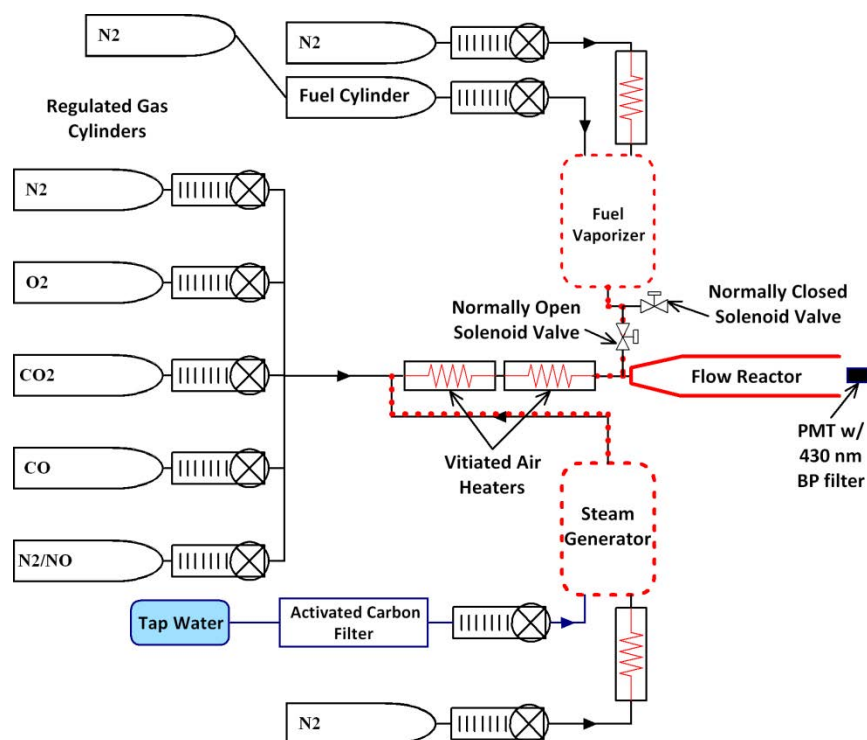 N2
N2
Fuel Cylinder
Regulated Gas
Cylinders
N2
Fuel
Vaporizer
O2
Normally Open
Solenoid Valve
Normally Closed
Solenoid Valve
CO2
Flow Reactor
PMT w/
430 nm
BP filter
Vitiated Air
Heaters
CO
Steam
Generator
N2/NO
Tap Water
Activated Carbon
Filter
N2